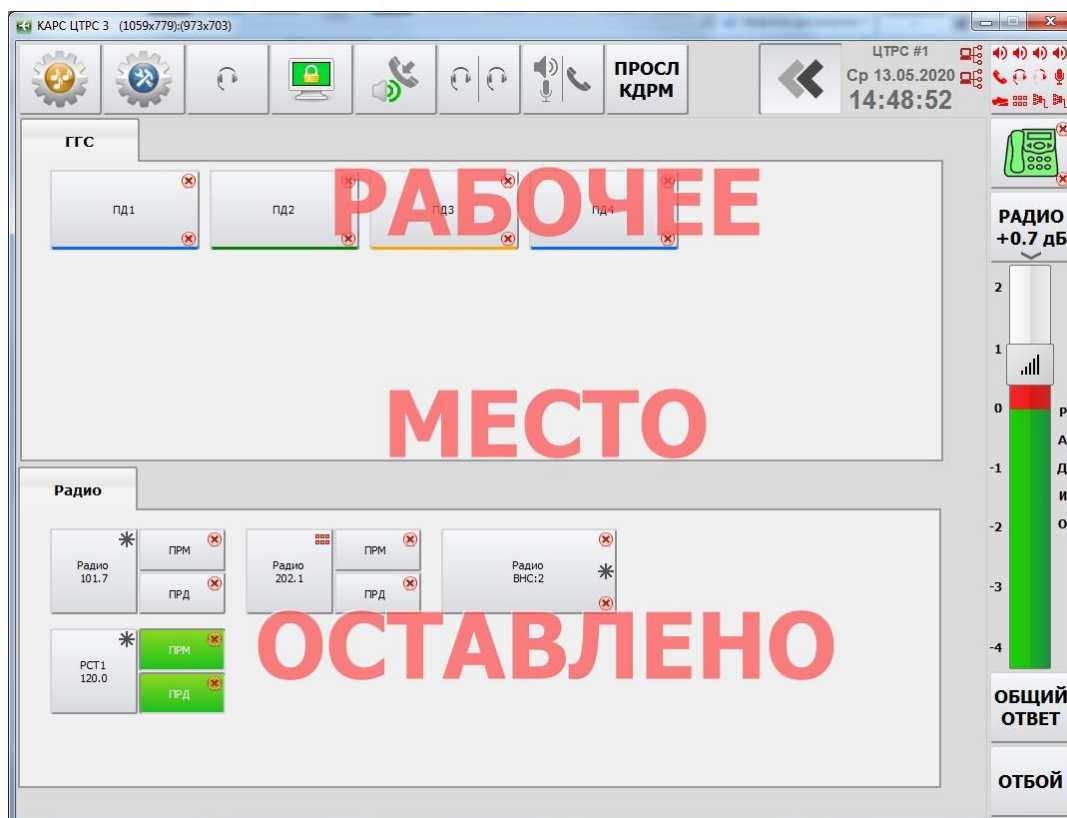 КАРС ЦТРС 3 (1059x779):(973x703)
ПРОСЛ
КДРМ
ЦТРС #1
Ср 13.05.2020
14:48:52
ГГС
ПД1
ПД2
ПД3
ПД4
РАБОЧЕЕ
МЕСТО
ОСТАВЛЕНО
Радио
Радио
101.7
ПРМ
ПРД
Радио
202.1
ПРМ
ПРД
Радио
ВНС:2
РСТ1
120.0
ПРМ
ПРД
РАДИО
+0.7 дБ
2
1
0
-1
-2
-3
-4
Р
А
Д
И
О
ОБЩИЙ
ОТВЕТ
ОТБОЙ